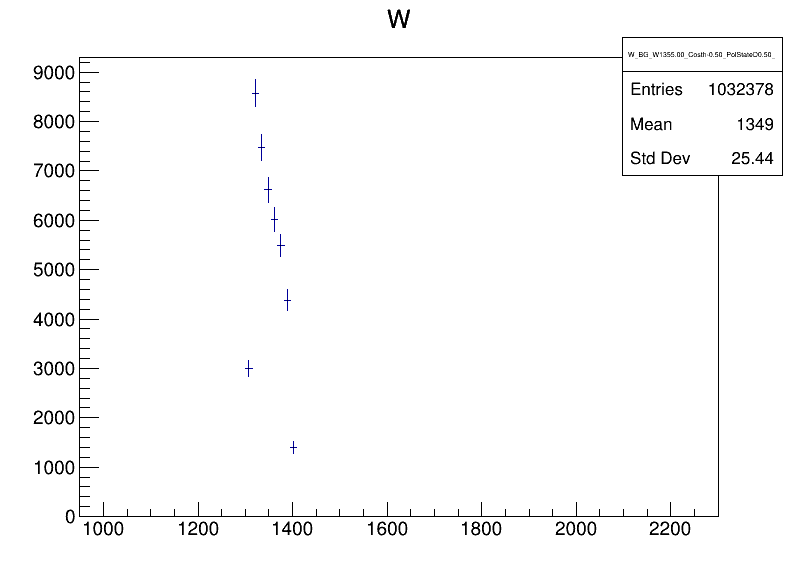 W
W_BG_W1355.00_Costh-0.50_PolStateD0.50_
Entries 1032378
Mean 1349
Std Dev 25.44
9000
8000
7000
6000
5000
4000
3000
2000
1000
0
1000 1200 1400 1600 1800 2000 2200